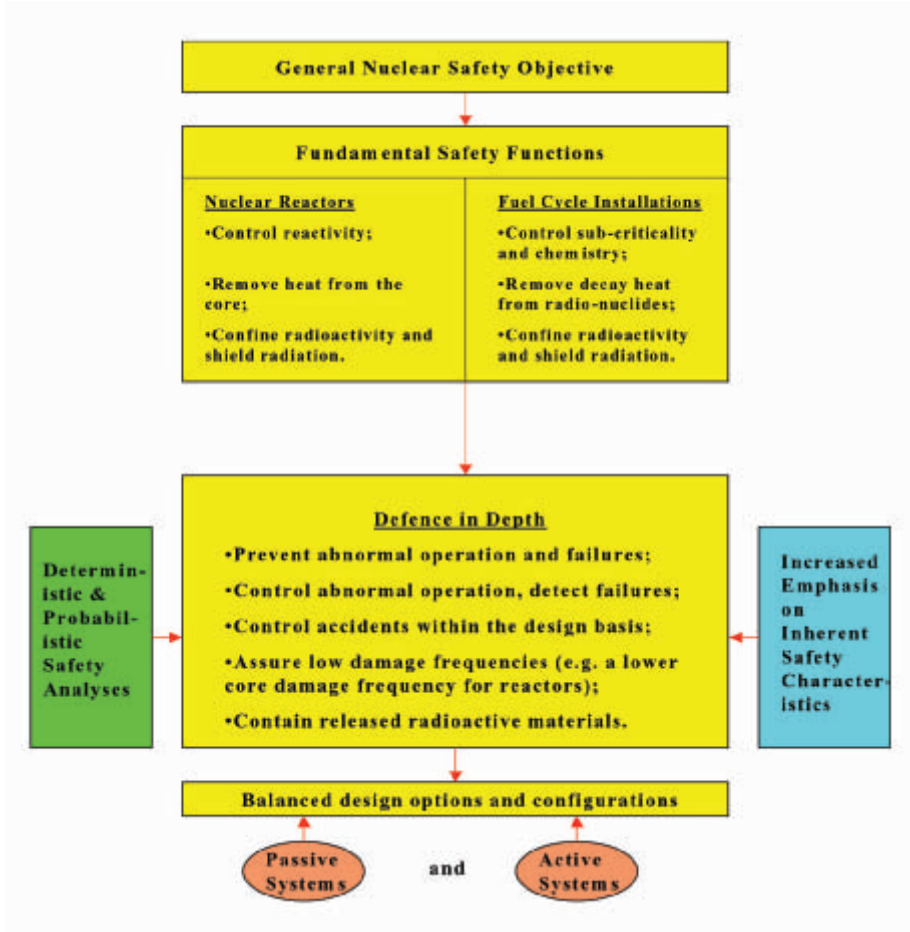 General Nuclear Safety Objective
Fundamental Safety Functions
Nuclear Reactors
•Control reactivity;
•Remove heat from the
core;
•Confine radioactivity and
shield radiation.
Fuel Cycle Installations
•Control sub-criticality
and chemistry;
•Remove decay heat
from radio-nuclides;
•Confine radioactivity
and shield radiation.
Determin-
istic &
Probabil-
istic
Safety
Analyses
Defence in Depth
•Prevent abnormal operation and failures;
•Control abnormal operation, detect failures;
•Control accidents within the design basis;
•Assure low damage frequencies (e.g. a lower
core damage frequency for reactors);
•Contain released radioactive materials.
Increased
Emphasis
on
Inherent
Safety
Character-
istics
Balanced design options and configurations
Passive
Systems
and
Active
Systems